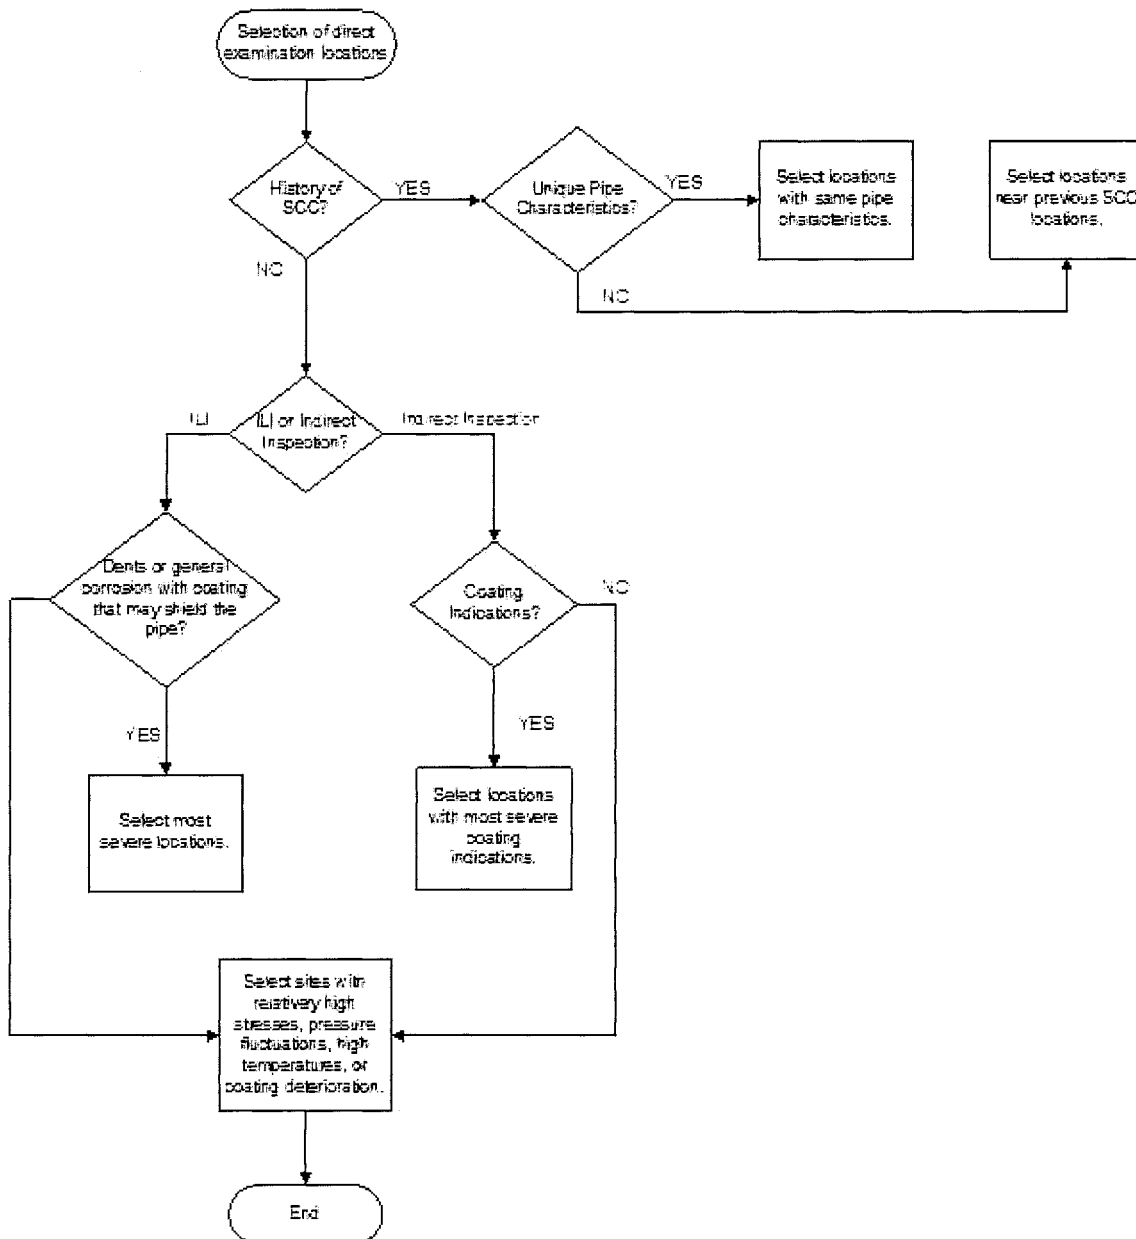 Selection of direct
examination locations
History of
SCC?
YES
Unique Pipe
Characteristics?
YES
Select locations
with same pipe
characteristics.
Select locations
near previous SCC
locations.
NO
NO
ILI
ILI or Indirect
Inspection?
Indirect Inspection
Dents or general
corrosion with coating
that may shield the
pipe?
Coating
Indications?
NO
YES
YES
Select most
severe locations.
Select locations
with most severe
coating
indications.
Select sites with
relatively high
stresses, pressure
fluctuations, high
temperatures, or
coating deterioration.
End